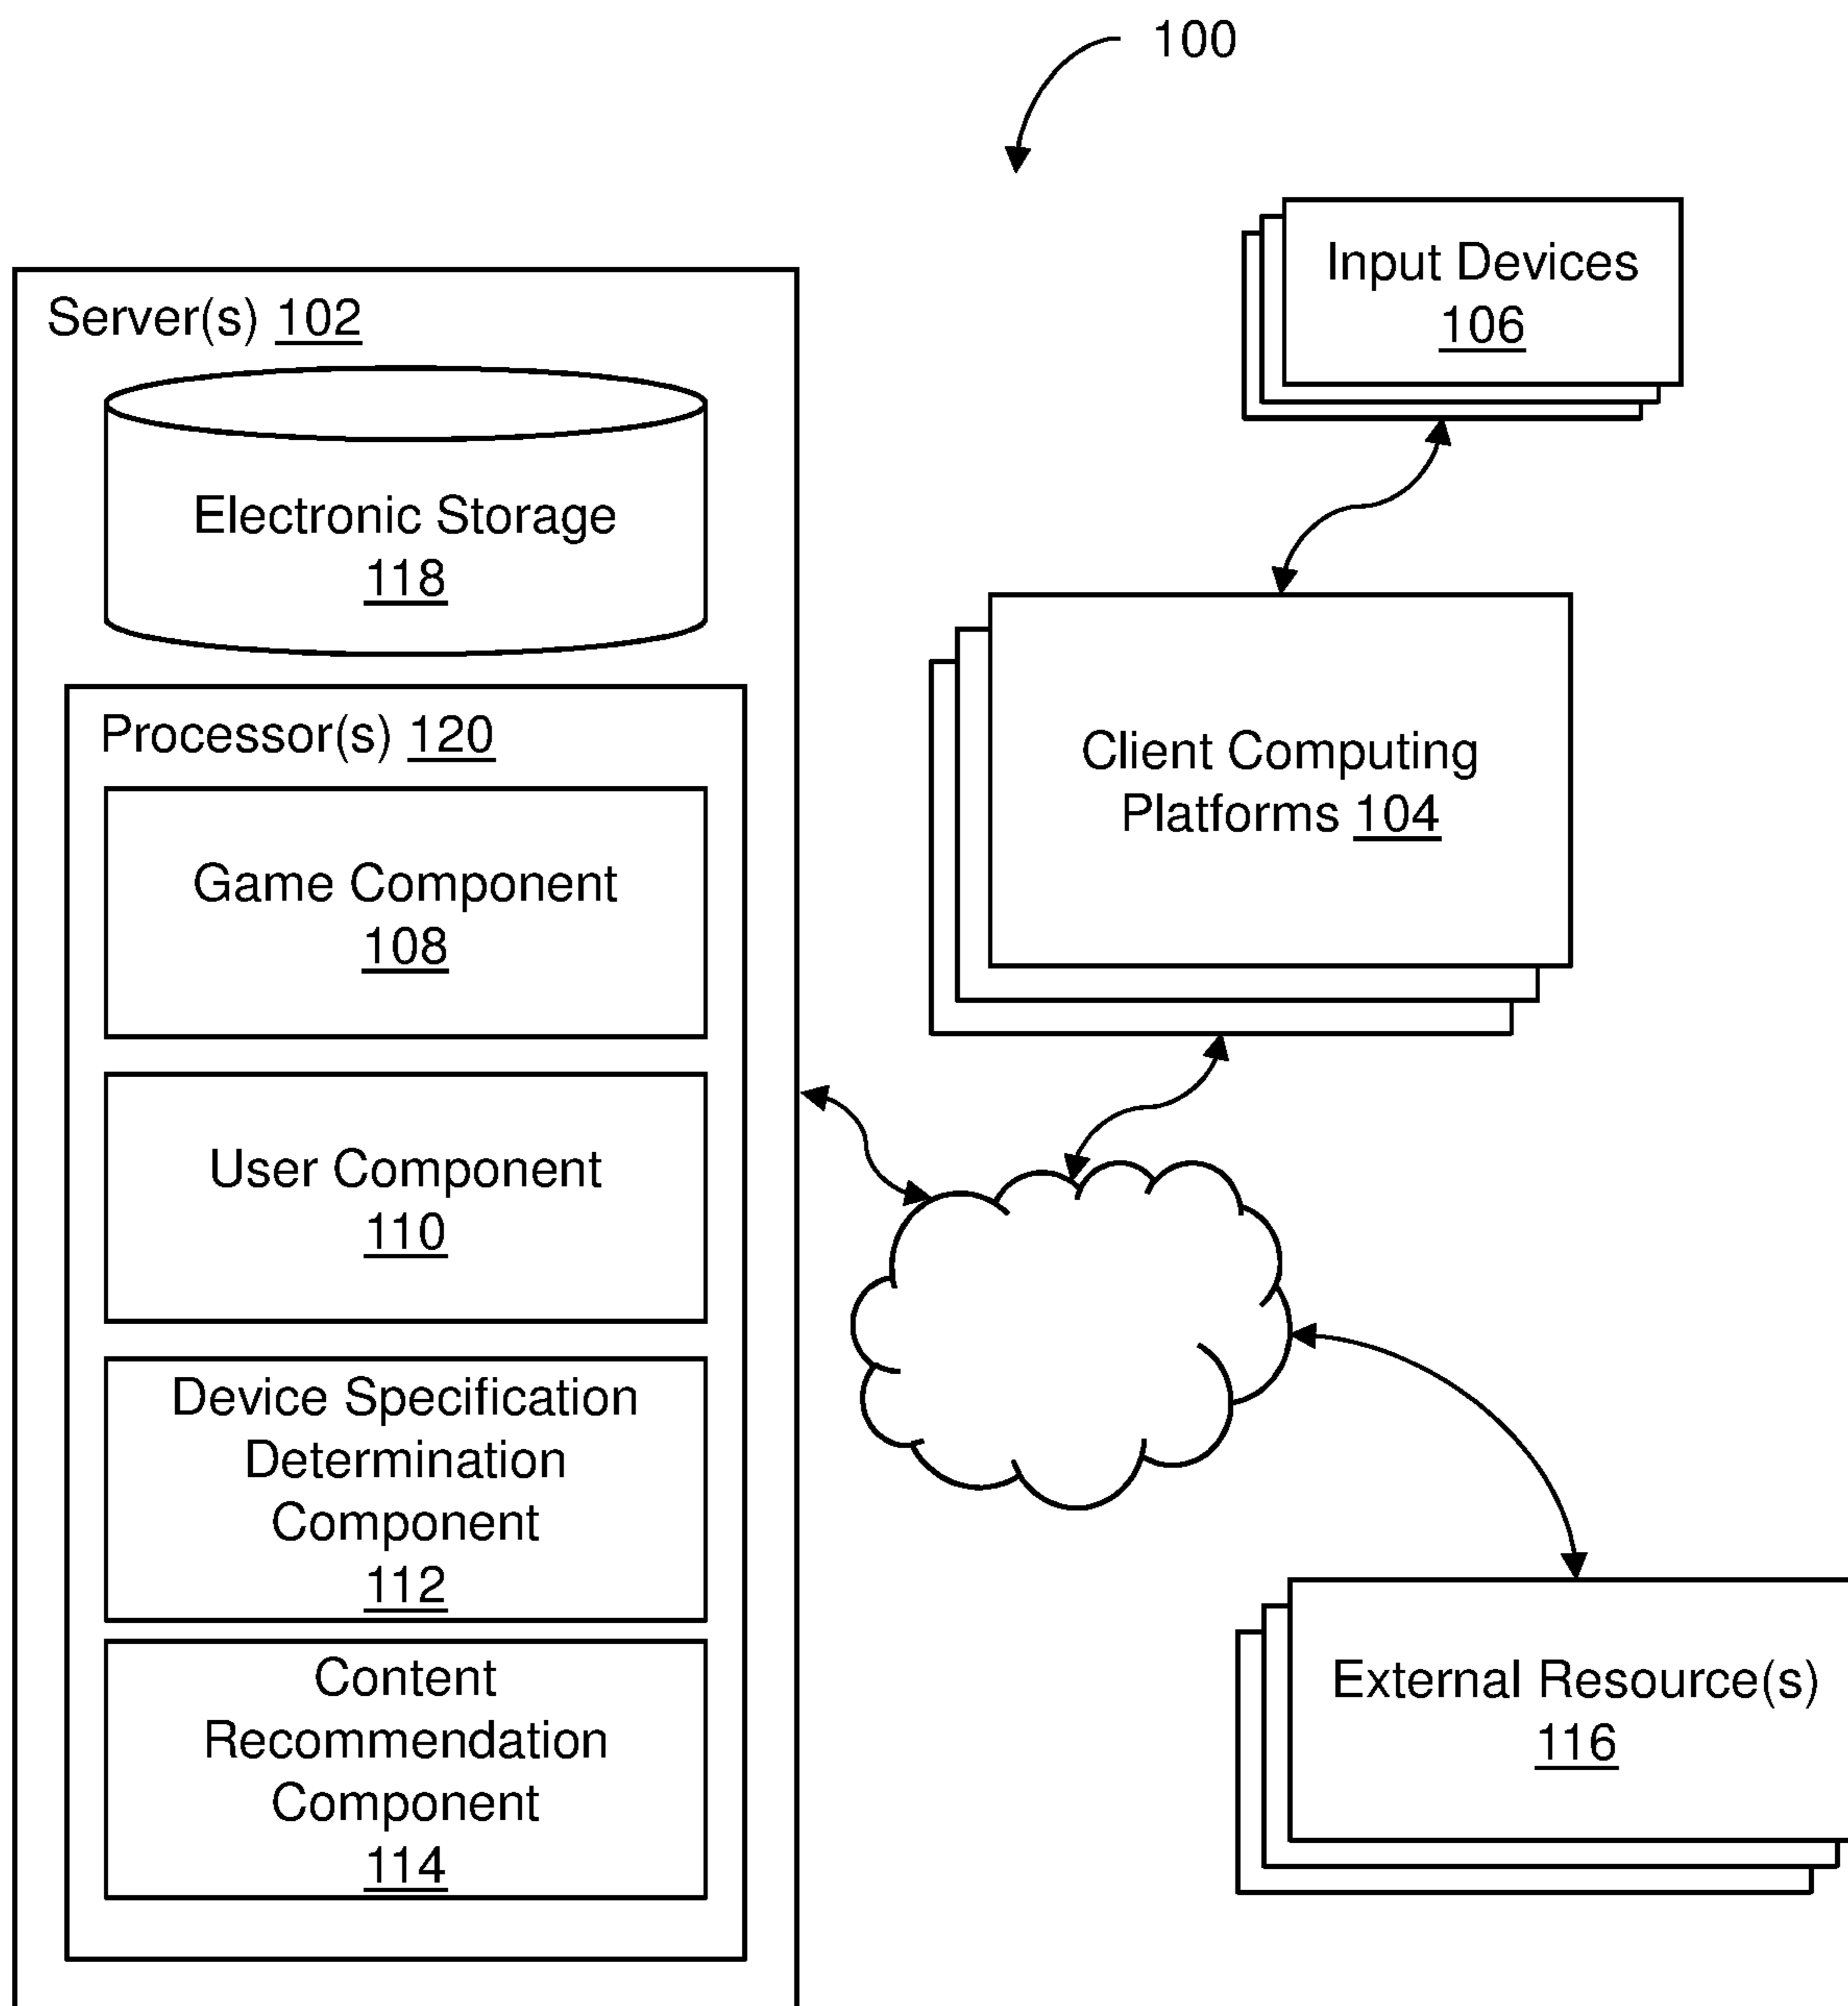 100
Input Devices
106
Server(s) 102
Electronic Storage
118
Processor(s) 120
Client Computing
Platforms 104
Game Component
108
User Component
110
Device Specification
Determination
Component
112
Content
Recommendation
Component
114
External Resource(s)
116